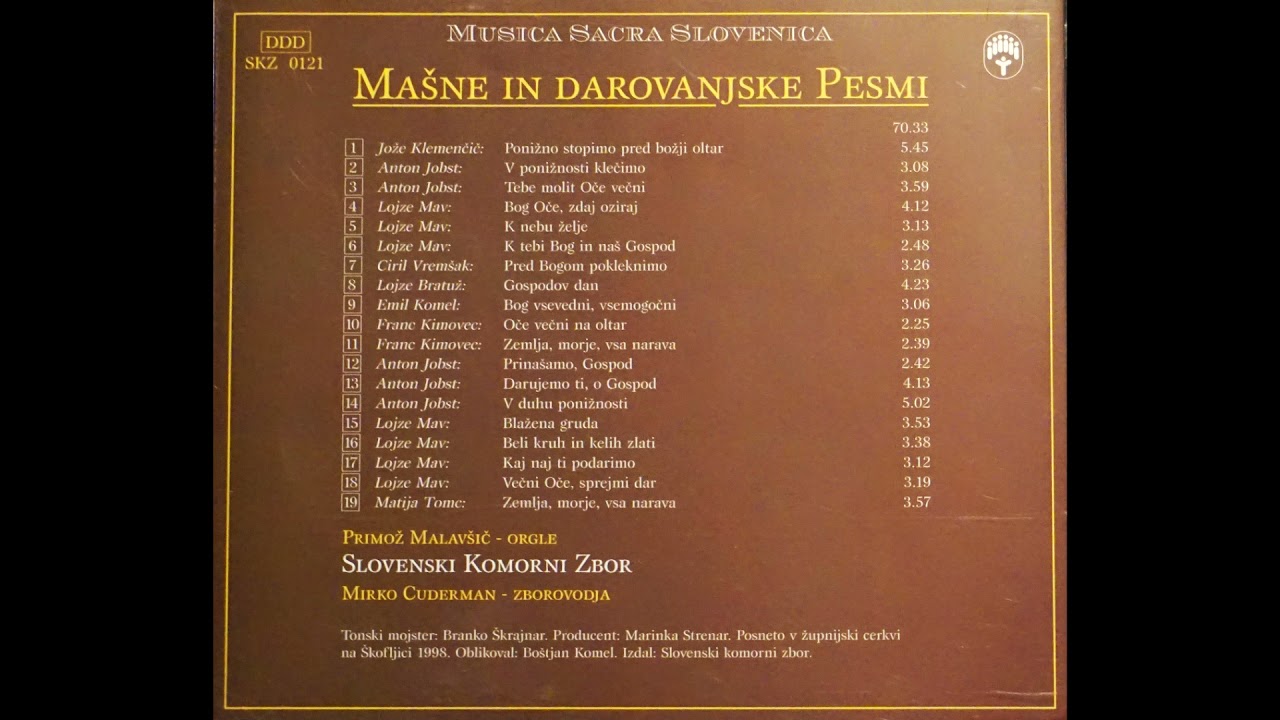 MUSICA SACRA SLOVENICA
DDD
SKZ 0121
MAŠNE IN DAROVANJSKE PESMI
70.33
1 Jože Klemenčič: Ponižno stopimo pred božji oltar 5.45
2 Anton Jobst: V ponižnosti klečimo 3.08
3 Anton Jobst: Tebe molit Oče večni 3.59
4 Lojze Mav: Bog Oče, zdaj oziraj 4.12
5 Lojze Mav: K nebu želje 3.13
6 Lojze Mav: K tebi Bog in naš Gospod 2.48
7 Ciril Vremšak: Pred Bogom pokleknimo 3.26
8 Lojze Bratuž: Gospodov dan 4.23
9 Emil Komel: Bog vsevedni, vsemogočni 3.06
10 Franc Kimovec: Oče večni na oltar 2.25
11 Franc Kimovec: Zemlja, morje, vsa narava 2.39
12 Anton Jobst: Prinašamo, Gospod 2.42
13 Anton Jobst: Darujemo ti, o Gospod 4.13
14 Anton Jobst: V duhu ponižnosti 5.02
15 Lojze Mav: Blažena gruda 3.53
16 Lojze Mav: Beli kruh in kelih zlati 3.38
17 Lojze Mav: Kaj naj ti podarimo 3.12
18 Lojze Mav: Večni Oče, sprejmi dar 3.19
19 Matija Tomc: Zemlja, morje, vsa narava 3.57
PRIMOŽ MALAVŠIČ - ORGLE
SLOVENSKI KOMORNI ZBOR
MIRKO CUDERMAN - ZBOROVODJA
Tonski mojster: Branko Škrajnar. Producent: Marinka Strenar. Posneto v župnijski cerkvi
na Škofljici 1998. Oblikoval: Boštjan Komel. Izdal: Slovenski komorni zbor.